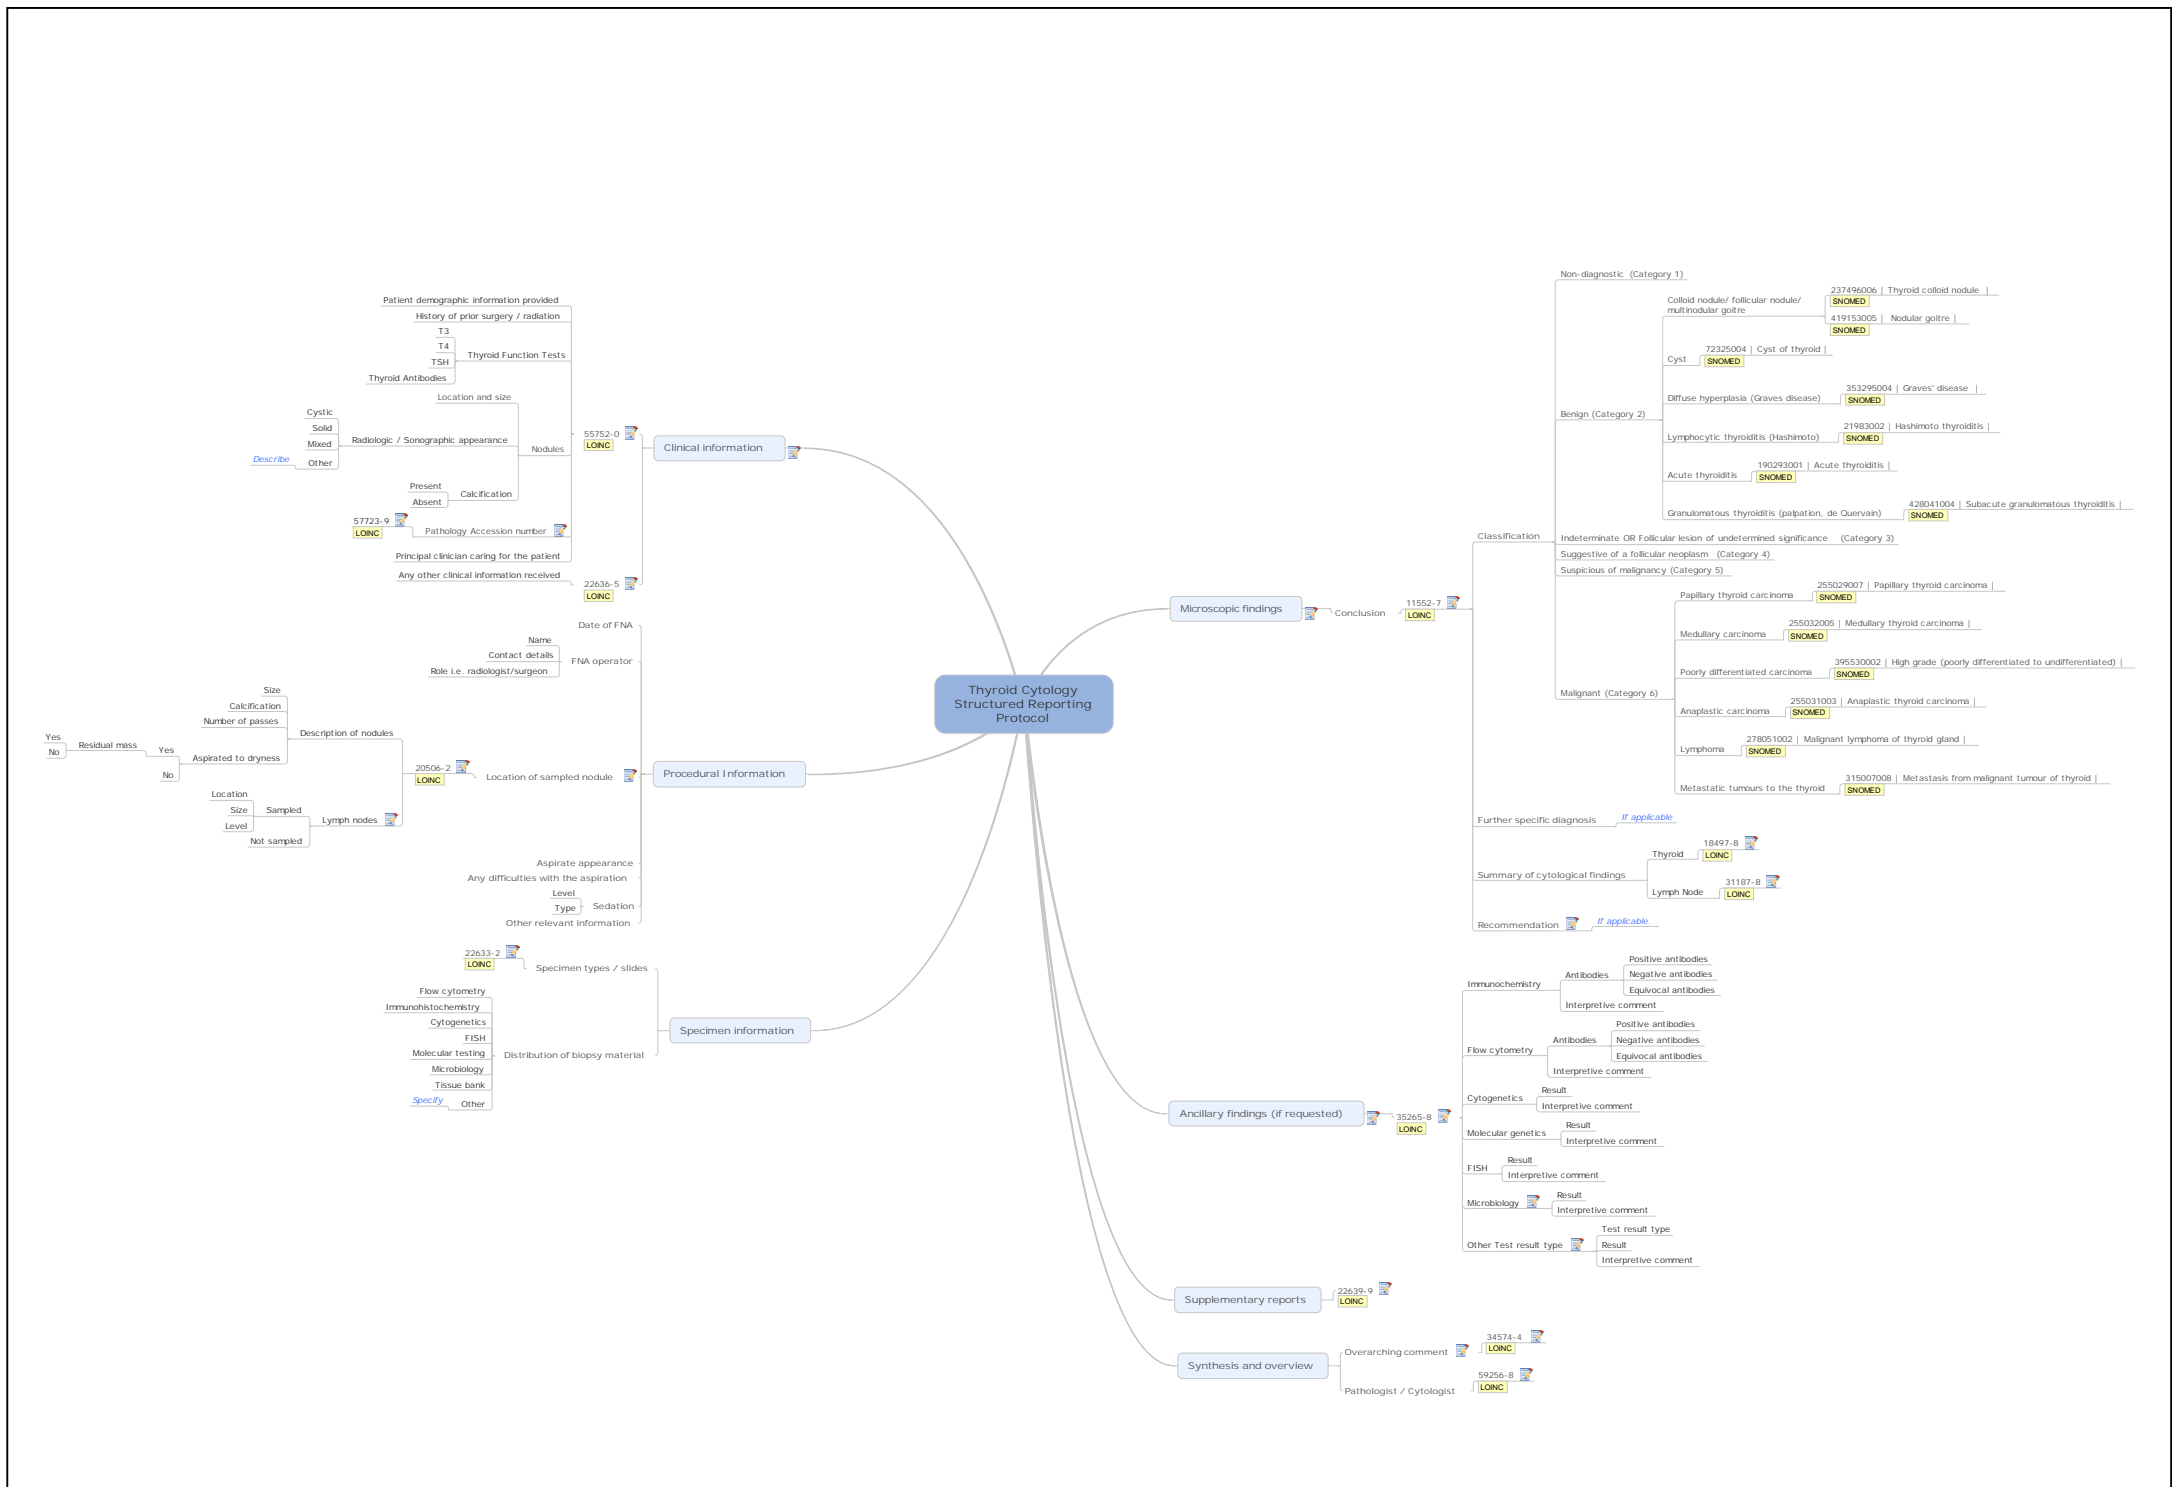 Thyroid Cytology
Structured Reporting
Protocol
Clinical information
55752-0
LOINC
Patient demographic information provided
History of prior surgery / radiation
Thyroid Function Tests
T3
T4
TSH
Thyroid Antibodies
Nodules
Location and size
Radiologic / Sonographic appearance
Cystic
Solid
Mixed
Other
Describe
Calcification
Present
Absent
Pathology Accession number
57723-9
LOINC
Principal clinician caring for the patient
22636-5
LOINC
Any other clinical information received
Procedural Information
Date of FNA
FNA operator
Name
Contact details
Role i.e. radiologist/surgeon
Location of sampled nodule
20506-2
LOINC
Description of nodules
Size
Calcification
Number of passes
Aspirated to dryness
Yes
Residual mass
Yes
No
No
Lymph nodes
Sampled
Location
Size
Level
Not sampled
Aspirate appearance
Any difficulties with the aspiration
Sedation
Level
Type
Other relevant information
Specimen information
Specimen types / slides
22633-2
LOINC
Distribution of biopsy material
Flow cytometry
Immunohistochemistry
Cytogenetics
FISH
Molecular testing
Microbiology
Tissue bank
Other
Specify
Microscopic findings
Conclusion
11552-7
LOINC
Classification
Non-diagnostic (Category 1)
Benign (Category 2)
Colloid nodule/ follicular nodule/
multinodular goitre
237496006 | Thyroid colloid nodule |
SNOMED
419153005 | Nodular goitre |
SNOMED
Cyst
72325004 | Cyst of thyroid |
SNOMED
Diffuse hyperplasia (Graves disease)
353295004 | Graves' disease |
SNOMED
Lymphocytic thyroiditis (Hashimoto)
21983002 | Hashimoto thyroiditis |
SNOMED
Acute thyroiditis
190293001 | Acute thyroiditis |
SNOMED
Granulomatous thyroiditis (palpation, de Quervain)
428041004 | Subacute granulomatous thyroiditis |
SNOMED
Indeterminate OR Follicular lesion of undetermined significance (Category 3)
Suggestive of a follicular neoplasm (Category 4)
Suspicious of malignancy (Category 5)
Malignant (Category 6)
Papillary thyroid carcinoma
255029007 | Papillary thyroid carcinoma |
SNOMED
Medullary carcinoma
255032005 | Medullary thyroid carcinoma |
SNOMED
Poorly differentiated carcinoma
395530002 | High grade (poorly differentiated to undifferentiated) |
SNOMED
Anaplastic carcinoma
255031003 | Anaplastic thyroid carcinoma |
SNOMED
Lymphoma
278051002 | Malignant lymphoma of thyroid gland |
SNOMED
Metastatic tumours to the thyroid
315007008 | Metastasis from malignant tumour of thyroid |
SNOMED
Further specific diagnosis
If applicable
Summary of cytological findings
Thyroid
18497-8
LOINC
Lymph Node
31187-8
LOINC
Recommendation
If applicable.
Ancillary findings (if requested)
35265-8
LOINC
Immunochemistry
Antibodies
Positive antibodies
Negative antibodies
Equivocal antibodies
Interpretive comment
Flow cytometry
Antibodies
Positive antibodies
Negative antibodies
Equivocal antibodies
Interpretive comment
Cytogenetics
Result
Interpretive comment
Molecular genetics
Result
Interpretive comment
FISH
Result
Interpretive comment
Microbiology
Result
Interpretive comment
Other Test result type
Test result type
Result
Interpretive comment
Supplementary reports
22639-9
LOINC
Synthesis and overview
Overarching comment
34574-4
LOINC
Pathologist / Cytologist
59256-8
LOINC